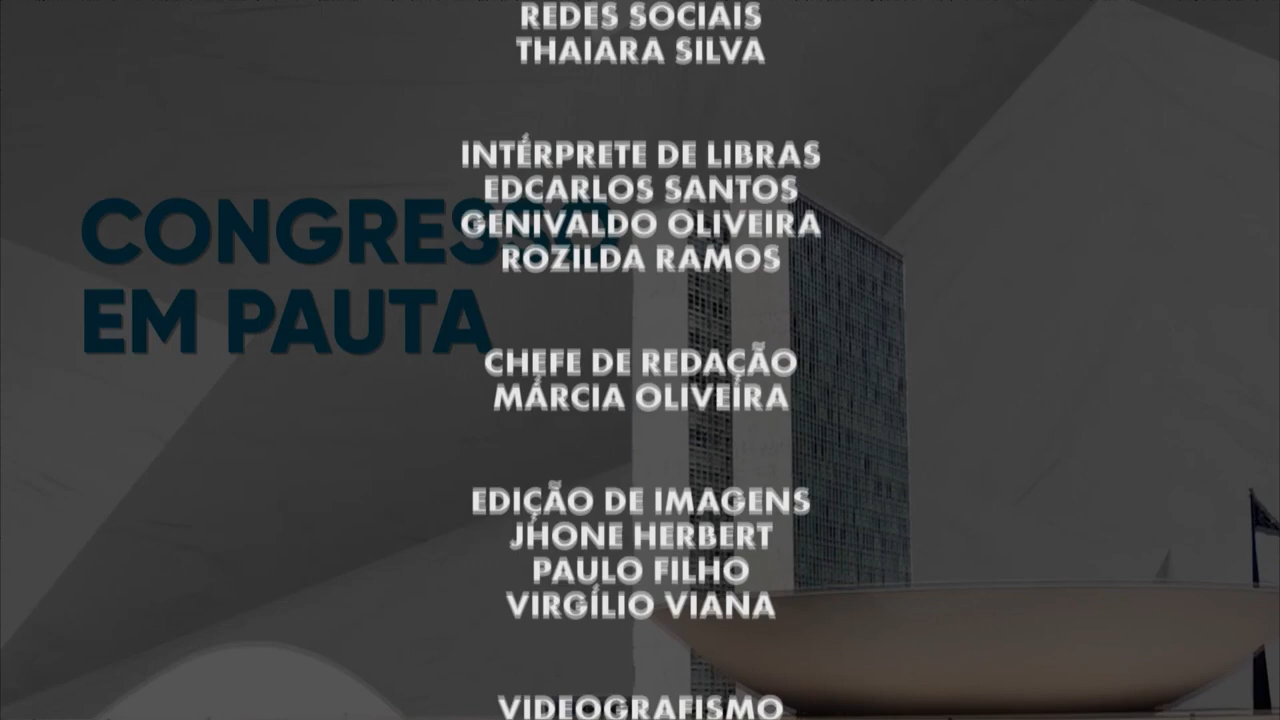 REDES SOCIAIS
THAIARA SILVA
INTÉRPRETE DE LIBRAS
EDCARLOS SANTOS
GENIVALDO OLIVEIRA
ROZILDA RAMOS
CONGRESSO
EM PAUTA
CHEFE DE REDAÇÃO
MÁRCIA OLIVEIRA
EDIÇÃO DE IMAGENS
JHONE HERBERT
PAULO FILHO
VIRGÍLIO VIANA
VIDEOGRAFISMO